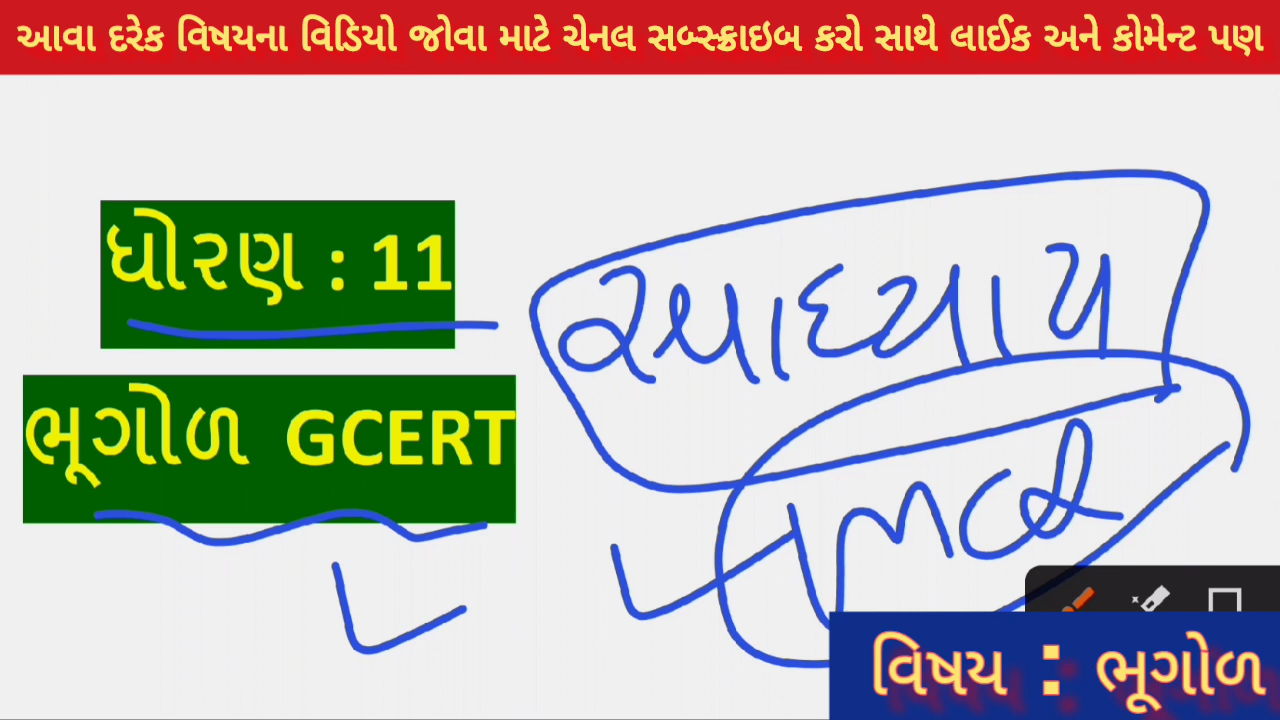 આવા દરેક વિષયના વિડિયો જોવા માટે ચેનલ સબ્સ્ક્રાઇબ કરો સાથે લાઈક અને કોમેન્ટ પણ
ધોરણ : 11
ભૂગોળ GCERT
સ્વાધ્યાય
MCQ
વિષય : ભૂગોળ